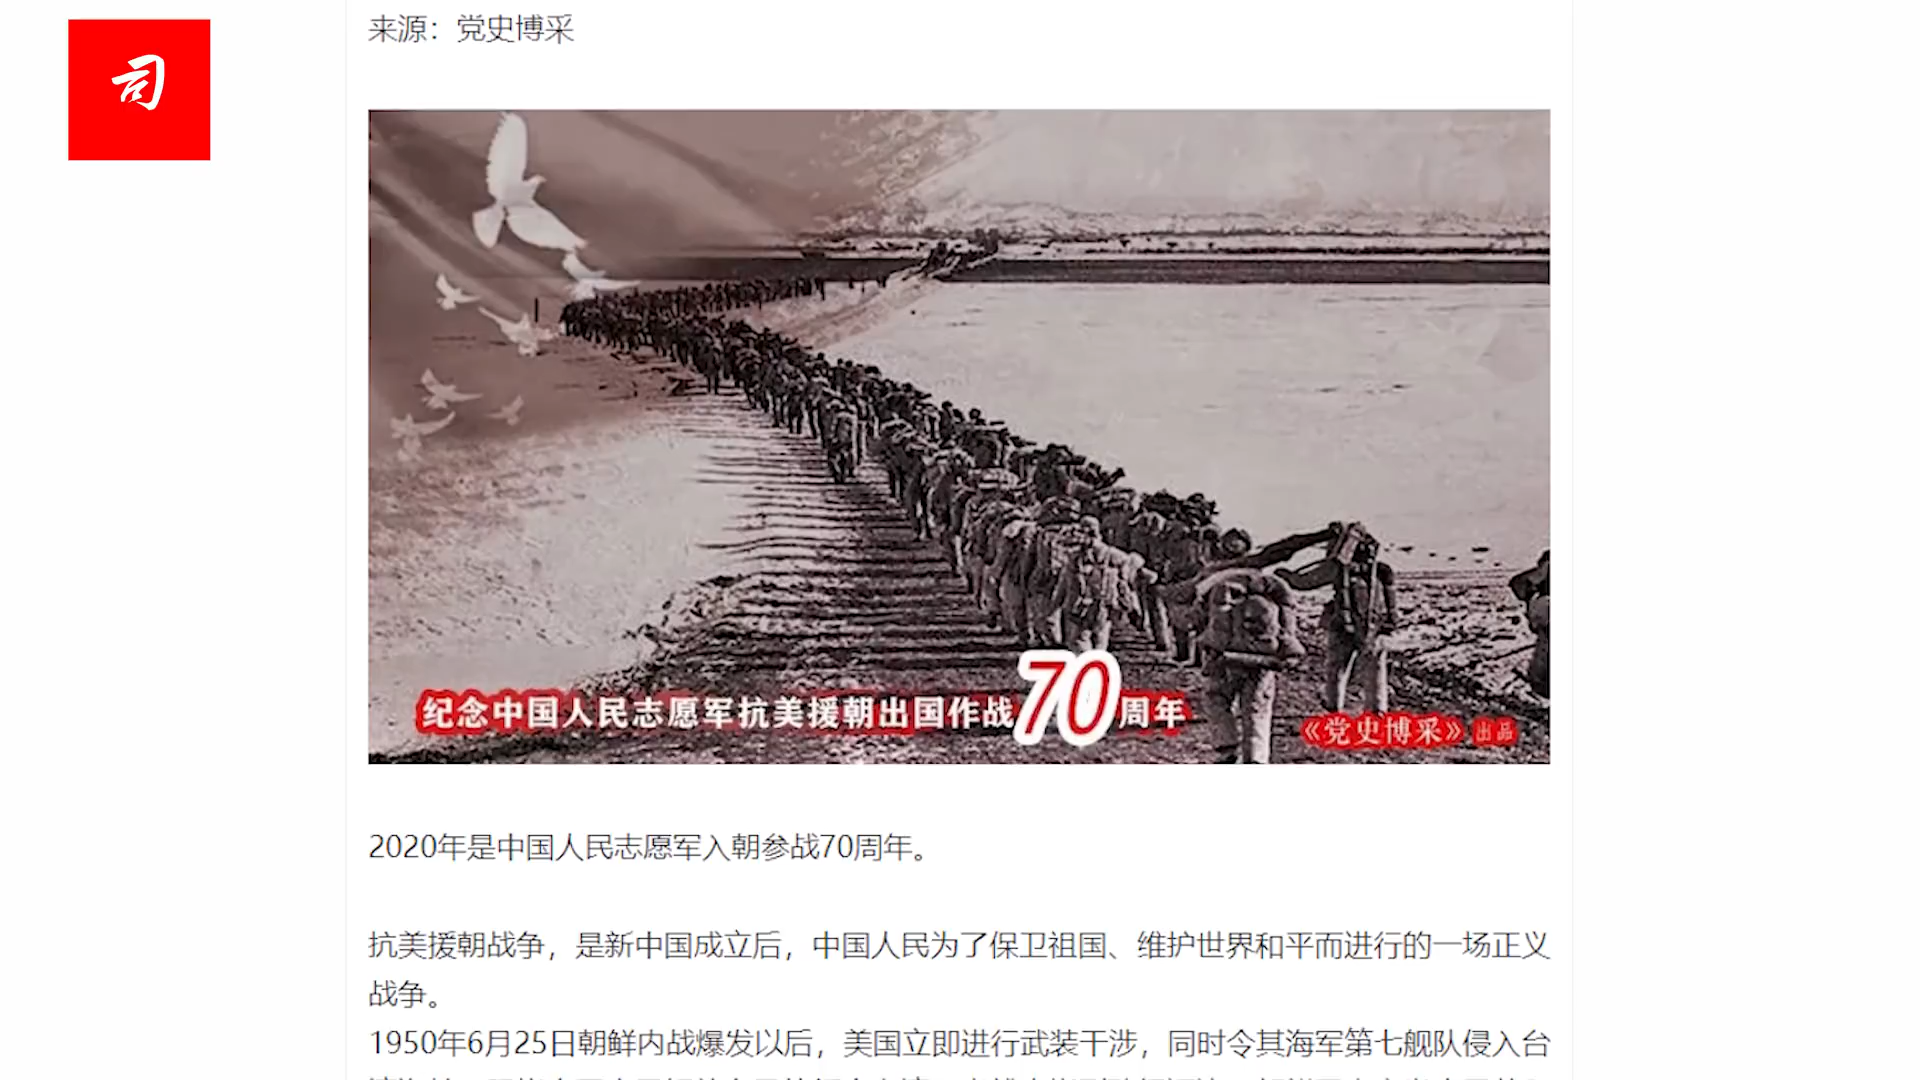 来源：党史博采
司
纪念中国人民志愿军抗美援朝出国作战70周年
《党史博采》出品
2020年是中国人民志愿军入朝参战70周年。
抗美援朝战争，是新中国成立后，中国人民为了保卫祖国、维护世界和平而进行的一场正义
战争。
1950年6月25日朝鲜内战爆发以后，美国立即进行武装干涉，同时令其海军第七舰队侵入台